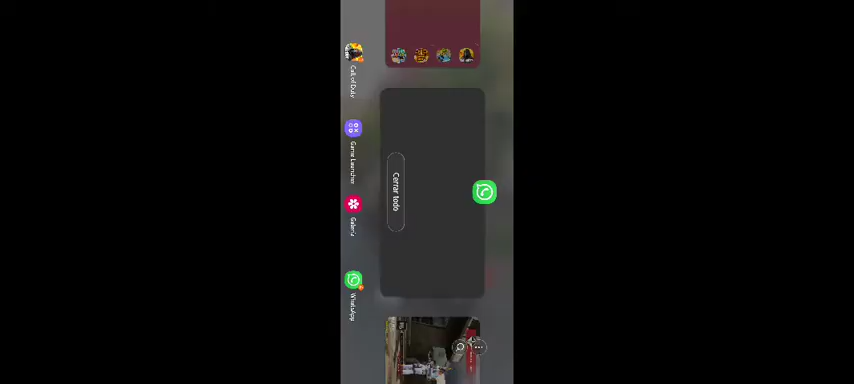 Cerrar todo
Call of Duty
Game Launcher
Galería
WhatsApp